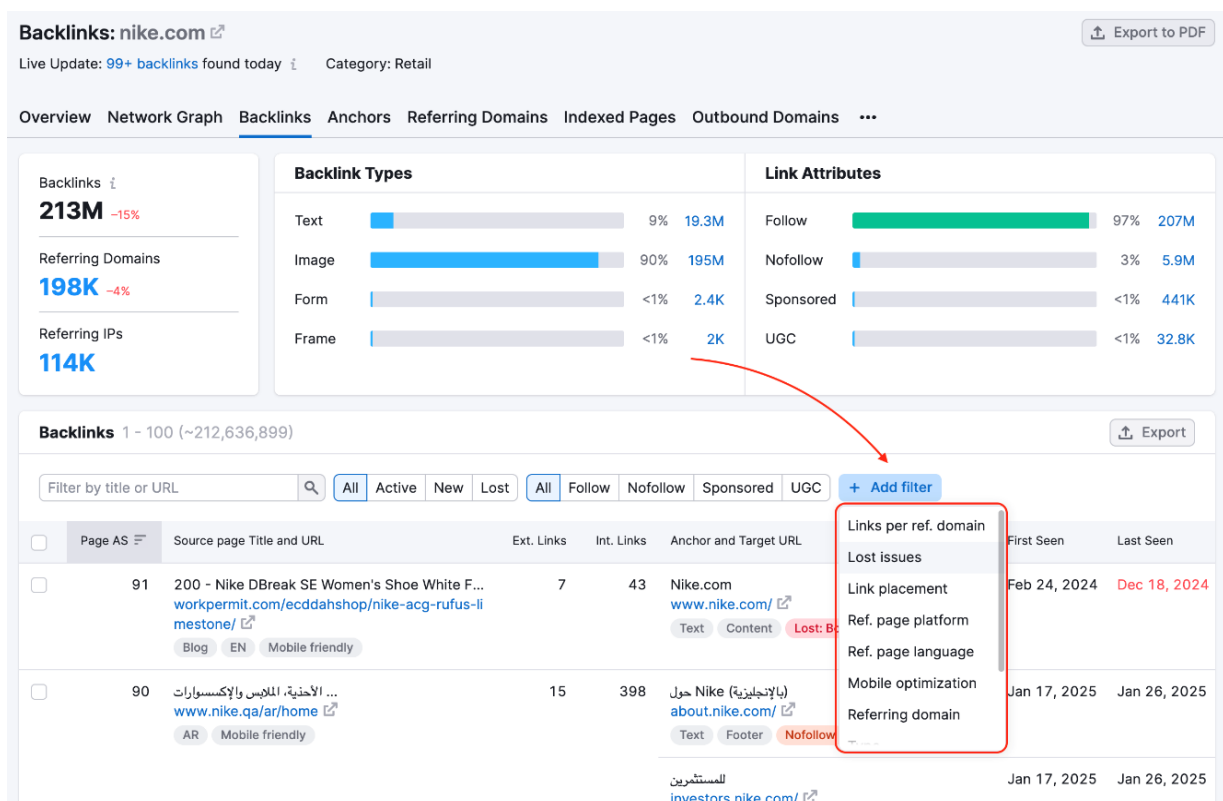 Backlinks: nike.com
Export to PDF
Live Update: 99+ backlinks found today i Category: Retail
Overview Network Graph Backlinks Anchors Referring Domains Indexed Pages Outbound Domains •••
Backlinks i
213M -15%
Referring Domains
198K -4%
Referring IPs
114K
Backlink Types
Text 9% 19.3M
Image 90% 195M
Form <1% 2.4K
Frame <1% 2K
Link Attributes
Follow 97% 207M
Nofollow 3% 5.9M
Sponsored <1% 441K
UGC <1% 32.8K
Backlinks 1 - 100 (~212,636,899)
Export
Filter by title or URL
All Active New Lost
All Follow Nofollow Sponsored UGC
+ Add filter
Links per ref. domain
Lost issues
Link placement
Ref. page platform
Ref. page language
Mobile optimization
Referring domain
Page AS Source page Title and URL Ext. Links Int. Links Anchor and Target URL First Seen Last Seen
91 200 - Nike DBreak SE Women's Shoe White F... 7 43 Nike.com Feb 24, 2024 Dec 18, 2024
workpermit.com/ecddahshop/nike-acg-rufus-li
mestone/
www.nike.com/
Text Content Lost:
Blog EN Mobile friendly
90 الأحذية، الملابس والإكسسوارات ... 15 398 حول Nike (بالإنجليزية) Jan 17, 2025 Jan 26, 2025
www.nike.qa/ar/home
about.nike.com/
AR Mobile friendly
Text Footer Nofollow
للمستثمرين Jan 17, 2025 Jan 26, 2025
investors.nike.com/